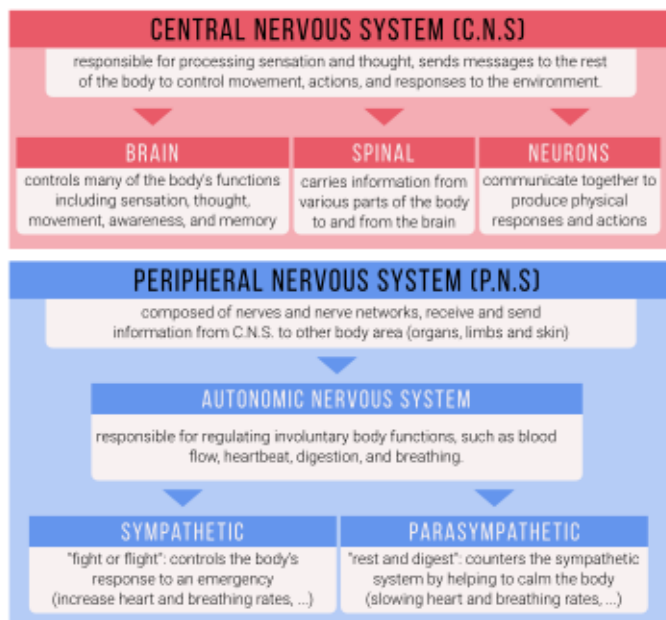 CENTRAL NERVOUS SYSTEM (C.N.S)
responsible for processing sensation and thought, sends messages to the rest
of the body to control movement, actions, and responses to the environment.
BRAIN
controls many of the body's functions
including sensation, thought,
movement, awareness, and memory
SPINAL
carries information from
various parts of the body
to and from the brain
NEURONS
communicate together to
produce physical
responses and actions
PERIPHERAL NERVOUS SYSTEM (P.N.S)
composed of nerves and nerve networks, receive and send
information from C.N.S. to other body area (organs, limbs and skin)
AUTONOMIC NERVOUS SYSTEM
responsible for regulating involuntary body functions, such as blood
flow, heartbeat, digestion, and breathing.
SYMPATHETIC
"fight or flight": controls the body's
response to an emergency
(increase heart and breathing rates, ...)
PARASYMPATHETIC
"rest and digest": counters the sympathetic
system by helping to calm the body
(slowing heart and breathing rates, ...)